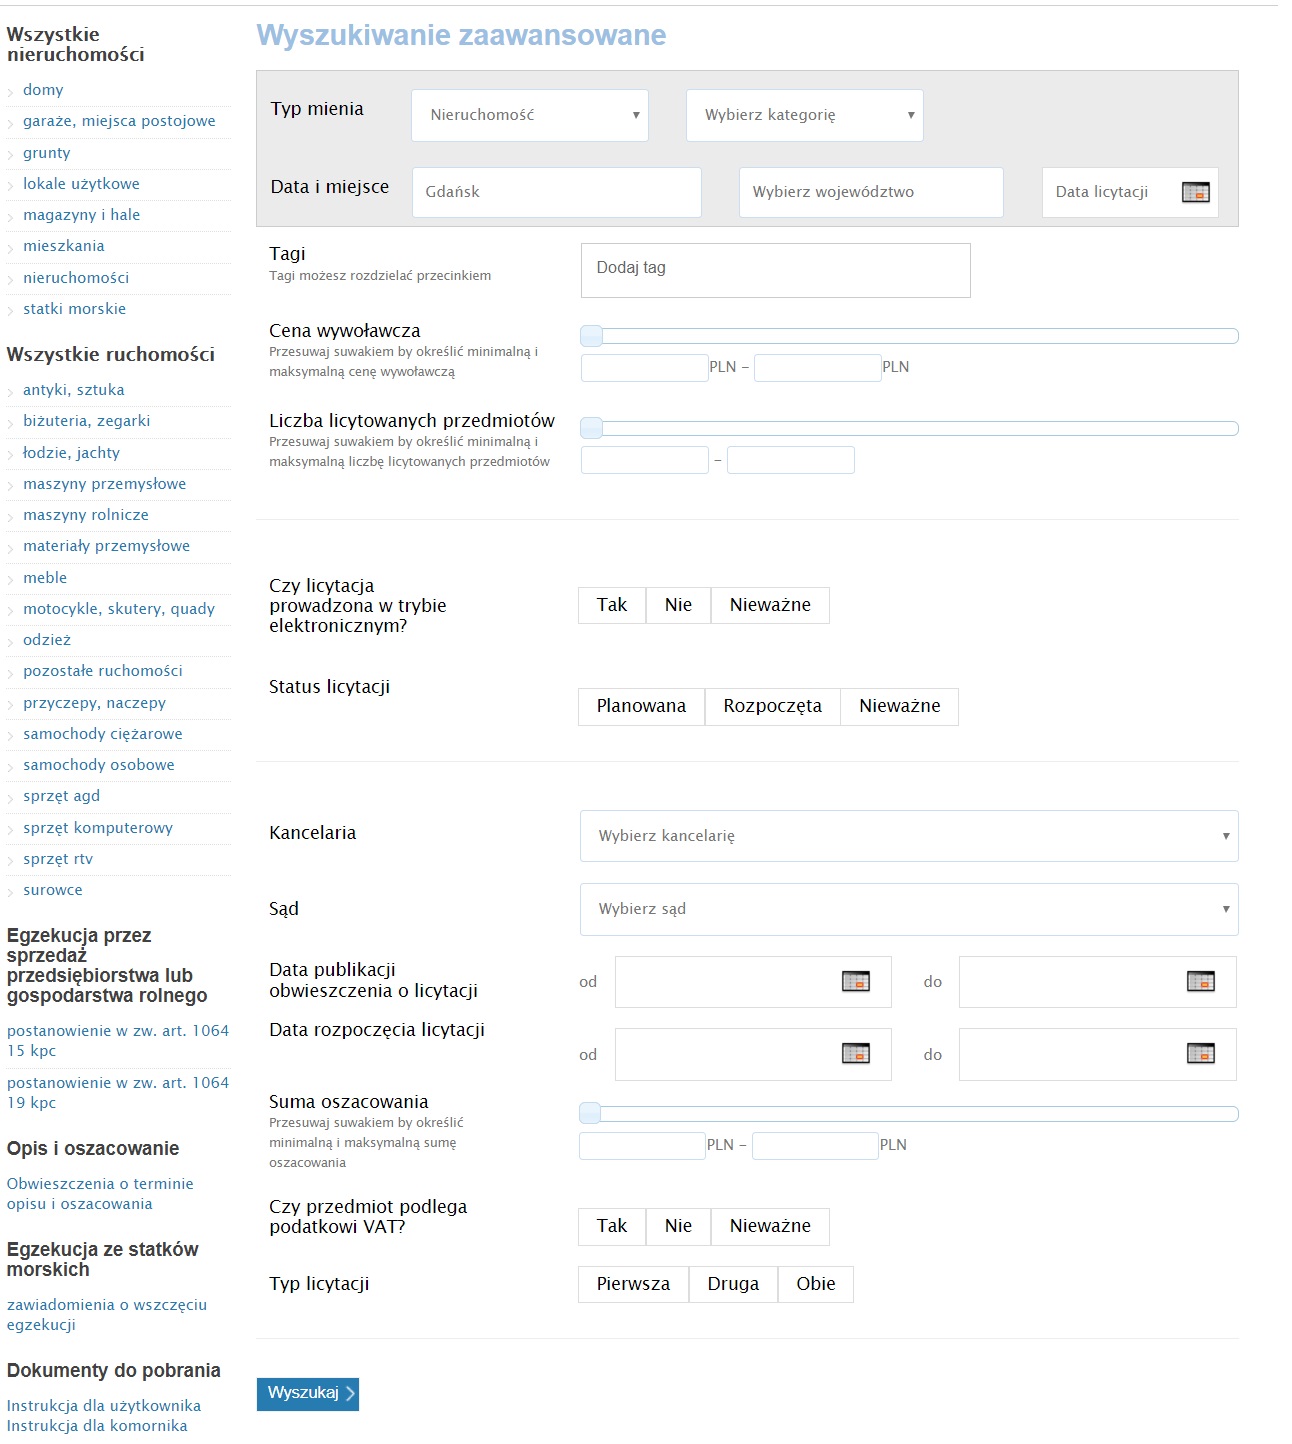 Wszystkie
nieruchomości
domy
garaże, miejsca postojowe
grunty
lokale użytkowe
magazyny i hale
mieszkania
nieruchomości
statki morskie
Wszystkie ruchomości
antyki, sztuka
biżuteria, zegarki
łodzie, jachty
maszyny przemysłowe
maszyny rolnicze
materiały przemysłowe
meble
motocykle, skutery, quady
odzież
pozostałe ruchomości
przyczepy, naczepy
samochody ciężarowe
samochody osobowe
sprzęt agd
sprzęt komputerowy
sprzęt rtv
surowce
Egzekucja przez
sprzedaż
przedsiębiorstwa lub
gospodarstwa rolnego
postanowienie w zw. art. 1064
15 kpc
postanowienie w zw. art. 1064
19 kpc
Opis i oszacowanie
Obwieszczenia o terminie
opisu i oszacowania
Egzekucja ze statków
morskich
zawiadomienia o wszczęciu
egzekucji
Dokumenty do pobrania
Instrukcja dla użytkownika
Instrukcja dla komornika
Wyszukiwanie zaawansowane
Typ mienia Nieruchomość Wybierz kategorię
Data i miejsce Gdańsk Wybierz województwo Data licytacji
Tagi
Tagi możesz rozdzielać przecinkiem
Dodaj tag
Cena wywoławcza
Przesuwaj suwakiem by określić minimalną i
maksymalną cenę wywoławczą
PLN – PLN
Liczba licytowanych przedmiotów
Przesuwaj suwakiem by określić minimalną i
maksymalną liczbę licytowanych przedmiotów
–
Czy licytacja
prowadzona w trybie
elektronicznym?
Tak Nie Nieważne
Status licytacji
Planowana Rozpoczęta Nieważne
Kancelaria Wybierz kancelarię
Sąd Wybierz sąd
Data publikacji
obwieszczenia o licytacji
od do
Data rozpoczęcia licytacji
od do
Suma oszacowania
Przesuwaj suwakiem by określić
minimalną i maksymalną sumę
oszacowania
PLN – PLN
Czy przedmiot podlega
podatkowi VAT?
Tak Nie Nieważne
Typ licytacji Pierwsza Druga Obie
Wyszukaj